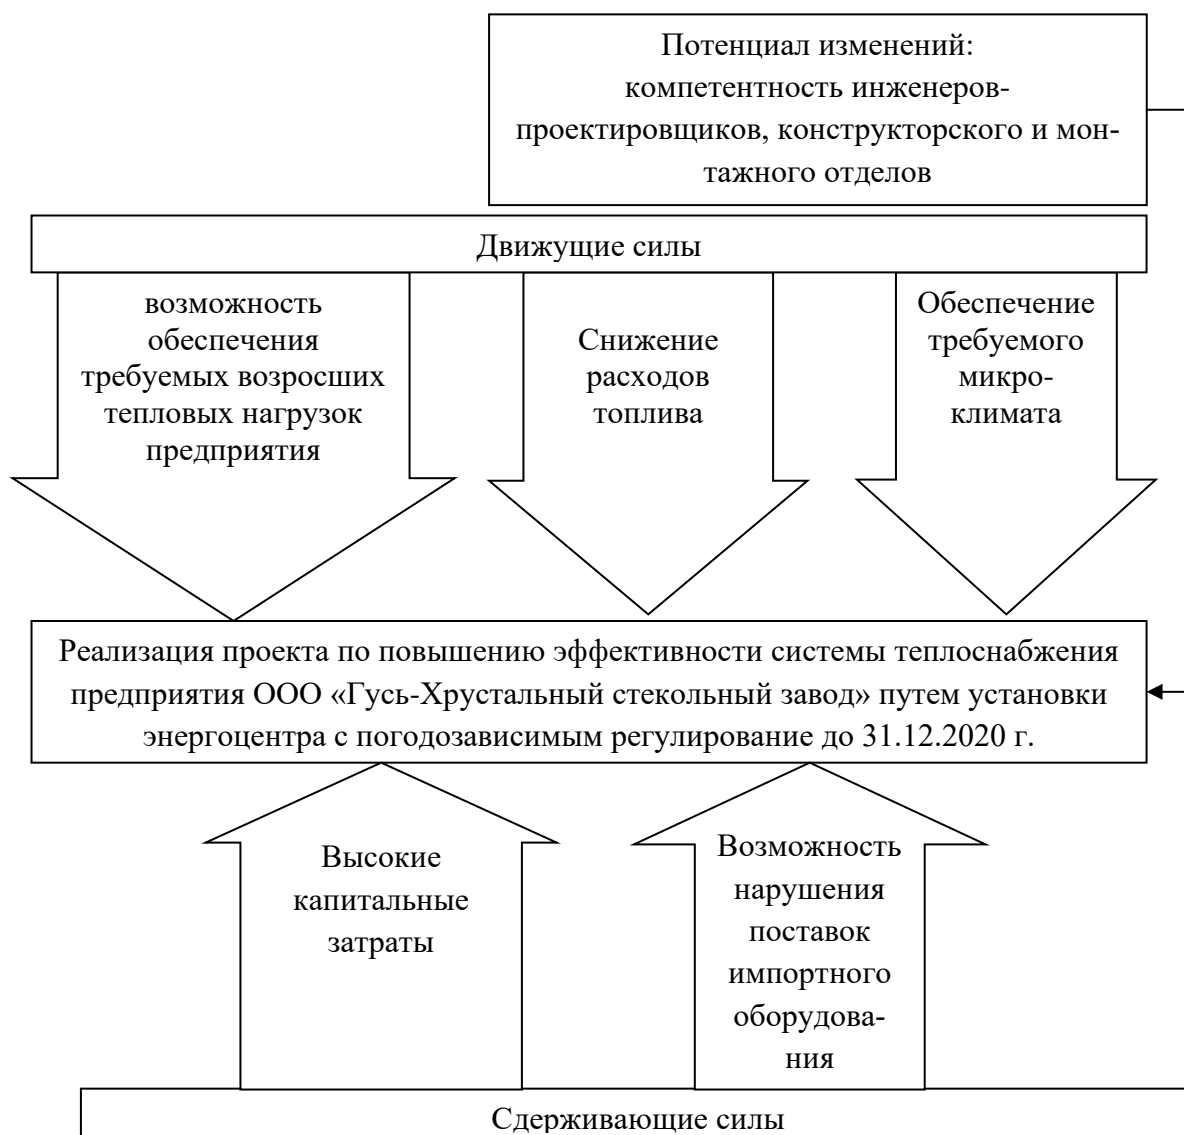 Потенциал изменений:
компетентность инженеров-
проектировщиков, конструкторского и мон-
тажного отделов
Движущие силы
возможность
обеспечения
требуемых возросших
тепловых нагрузок
предприятия
Снижение
расходов
топлива
Обеспечение
требуемого
микро-
климата
Реализация проекта по повышению эффективности системы теплоснабжения
предприятия ООО «Гусь-Хрустальный стекольный завод» путем установки
энергоцентра с погодозависимым регулирование до 31.12.2020 г.
Высокие
капитальные
затраты
Возможность
нарушения
поставок
импортного
оборудова-
ния
Сдерживающие силы